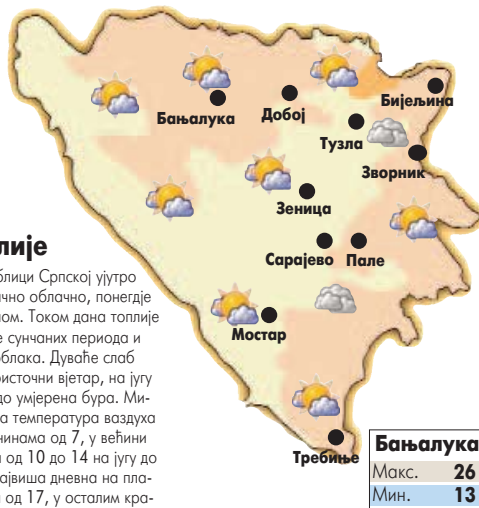 Бијељина
Бањалука
Добој
Тузла
Зворник
Зеница
Сарајево
Пале
Мостар
Требиње
лије
блици Српској ујутро
чно облачно, понегдје
ном. Током дана топлије
е сунчаних периода и
облака. Дуваће слаб
источни вјетар, на југу
до умјерена бура. Ми-
а температура ваздуха
нинама од 7, у већини
од 10 до 14 на југу до
ајвиша дневна на пла-
од 17, у осталим кра-
Бањалука
Макс. 26
Мин. 13